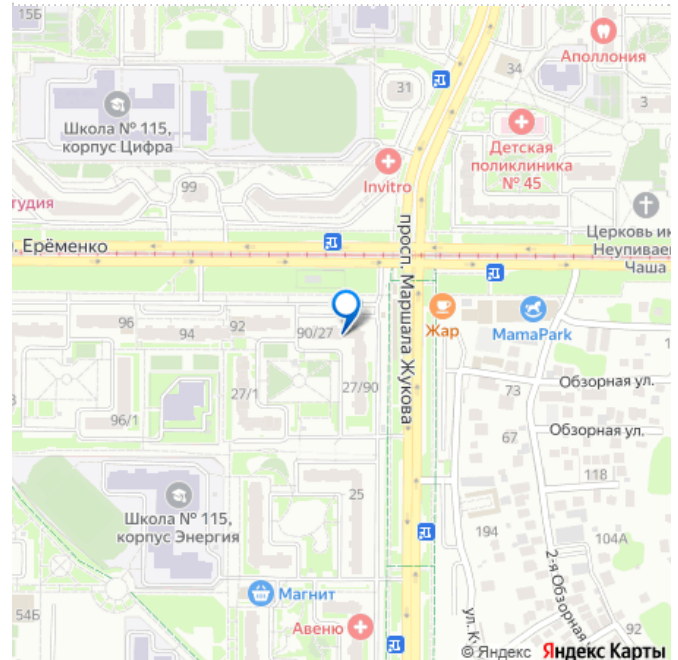 15Б
Аполлония
34
31
3
Школа № 115,
корпус Цифра
Детская
поликлиника
№ 45
Invitro
99
тудия
Церковь ик
Неупивае
Чаша
. Ерёменко
просп. Маршала Жукова
96
94
92
90/27
Жар
MamaPark
27/1
27/90
73
Обзорная ул.
96/1
67
Обзорная ул.
118
25
Школа № 115,
корпус Энергия
194
104А
2-я Обзорная
ул. К
Магнит
54Б
Авеню
92
© Яндекс Яндекс Карты